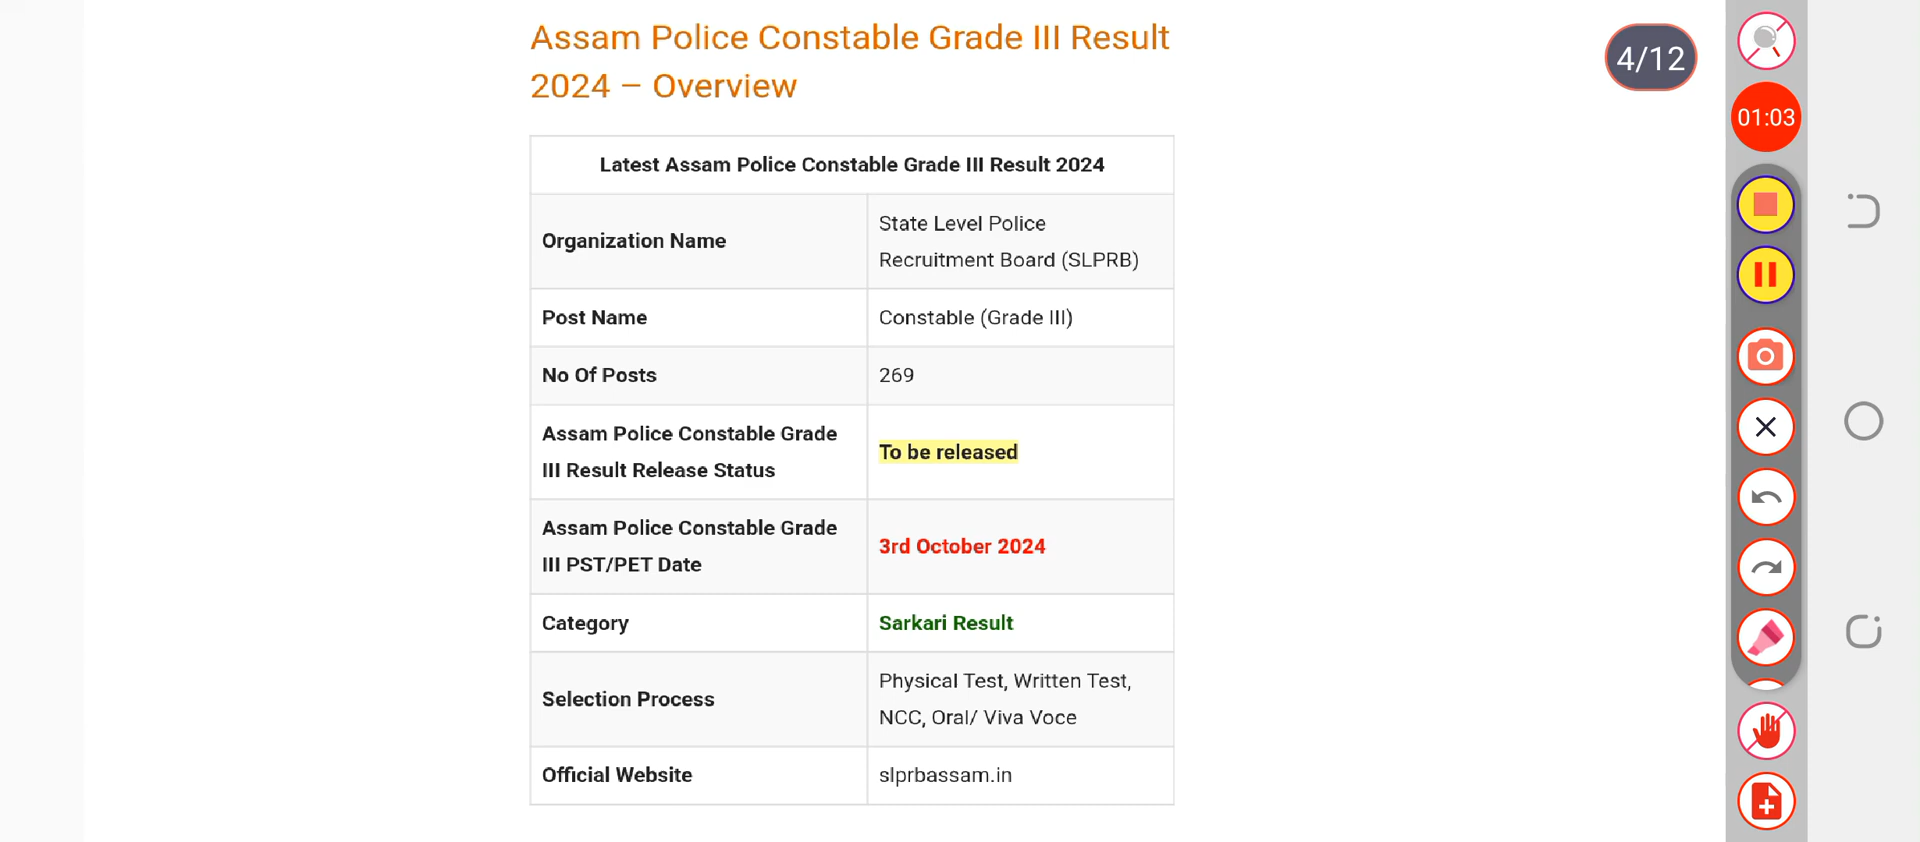 Assam Police Constable Grade III Result
2024 – Overview
4/12
01:03
Latest Assam Police Constable Grade III Result 2024
Organization Name
State Level Police
Recruitment Board (SLPRB)
Post Name
Constable (Grade III)
No Of Posts
269
Assam Police Constable Grade
III Result Release Status
To be released
Assam Police Constable Grade
III PST/PET Date
3rd October 2024
Category
Sarkari Result
Selection Process
Physical Test, Written Test,
NCC, Oral/ Viva Voce
Official Website
slprbassam.in